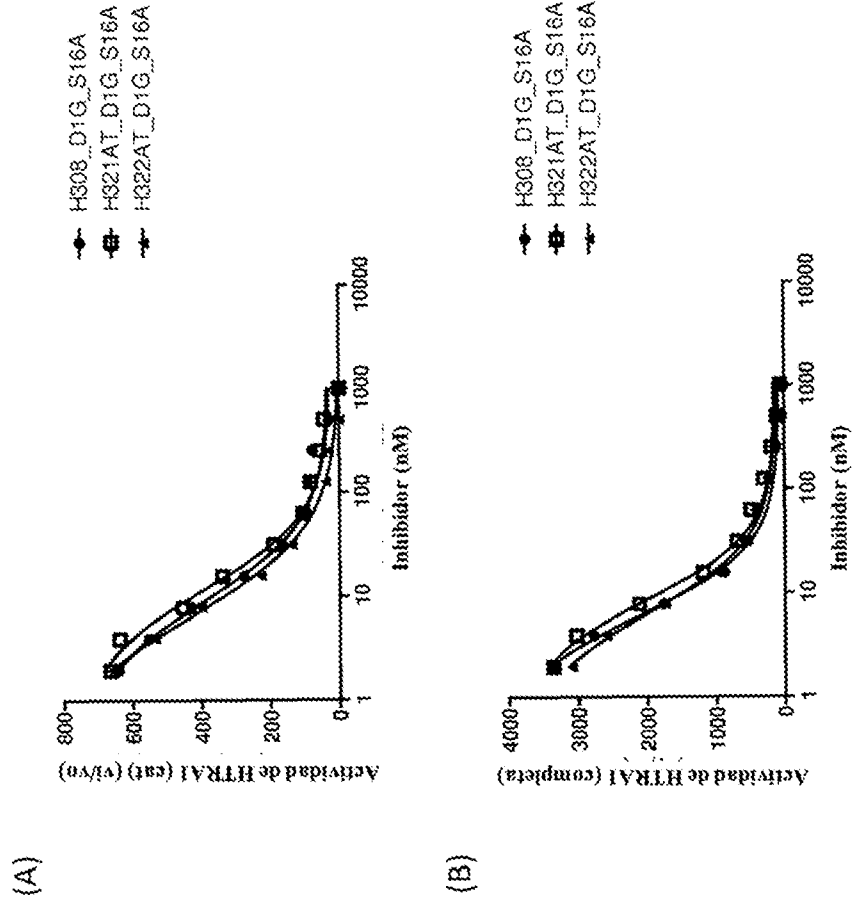 (A)
Actividad de HTRA1 (cat) (vi/vo)
800
600
400
200
0
1
10
100
1000
10000
Inhibidor (nM)
H308_D1G_S16A
H321AT_D1G_S16A
H322AT_D1G_S16A
(B)
Actividad de HTRA1 (completa)
4000
3000
2000
1000
0
1
10
100
1000
10000
Inhibidor (nM)
H308_D1G_S16A
H321AT_D1G_S16A
H322AT_D1G_S16A